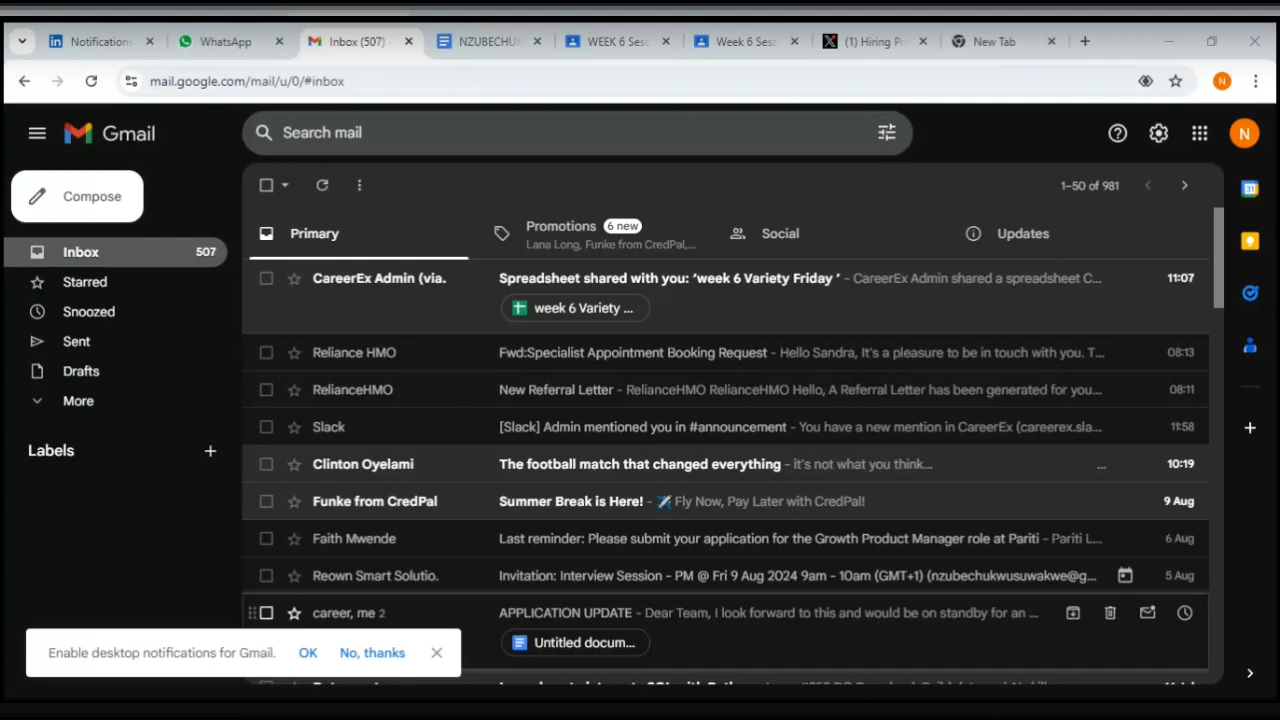 Notifications
WhatsApp
Inbox (507)
NZUBECHUK
WEEK 6 Sess
Week 6 Sess
(1) Hiring Pr
New Tab
mail.google.com/mail/u/0/#inbox
N
Gmail
Search mail
N
Compose
1–50 of 981
Inbox 507
Starred
Snoozed
Sent
Drafts
More
Labels
Primary
Promotions 6 new
Lana Long, Funke from CredPal,...
Social
Updates
CareerEx Admin (via. Spreadsheet shared with you: ‘week 6 Variety Friday ’ - CareerEx Admin shared a spreadsheet C... 11:07
week 6 Variety ...
Reliance HMO Fwd:Specialist Appointment Booking Request - Hello Sandra, It's a pleasure to be in touch with you. T... 08:13
RelianceHMO New Referral Letter - RelianceHMO RelianceHMO Hello, A Referral Letter has been generated for you... 08:11
Slack [Slack] Admin mentioned you in #announcement - You have a new mention in CareerEx (careerex.sla... 11:58
Clinton Oyelami The football match that changed everything - it's not what you think... ... 10:19
Funke from CredPal Summer Break is Here! - ✈️ Fly Now, Pay Later with CredPal! 9 Aug
Faith Mwende Last reminder: Please submit your application for the Growth Product Manager role at Pariti - Pariti L... 6 Aug
Reown Smart Solutio. Invitation: Interview Session - PM @ Fri 9 Aug 2024 9am - 10am (GMT+1) (nzubechukwusuwakwe@g... 5 Aug
career, me 2 APPLICATION UPDATE - Dear Team, I look forward to this and would be on standby for an ...
Untitled docum...
Enable desktop notifications for Gmail. OK No, thanks